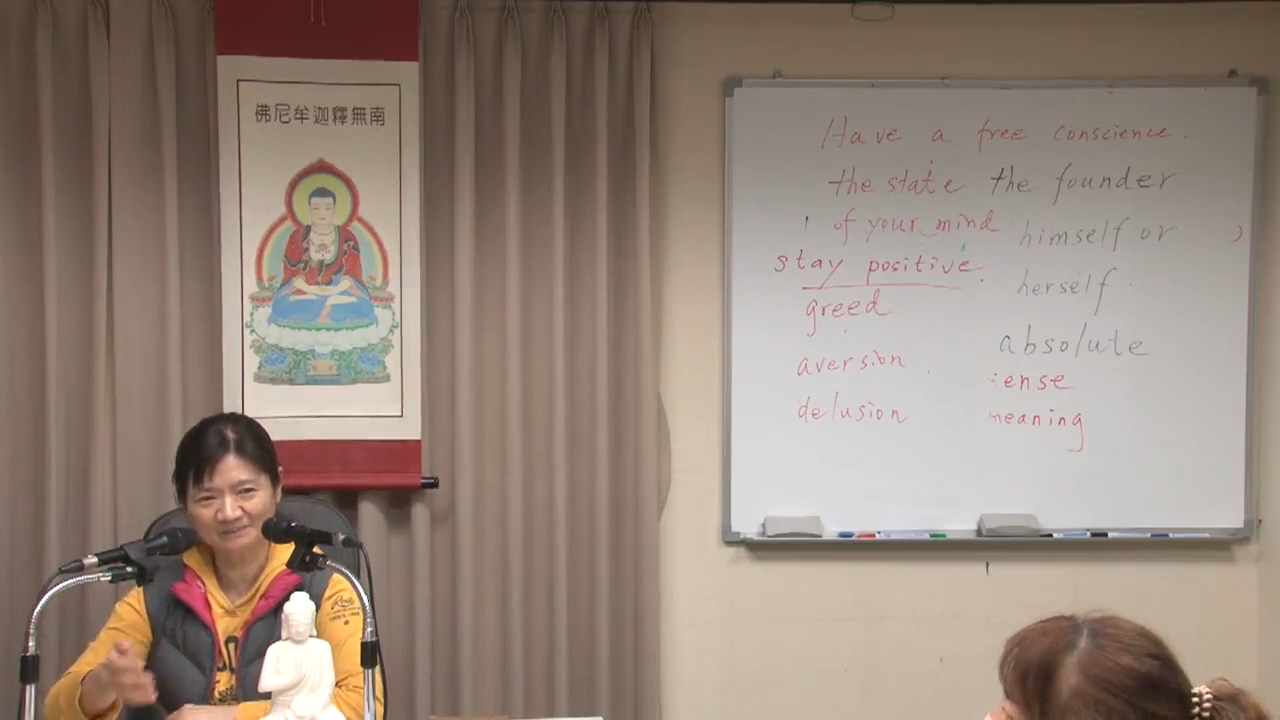 佛尼牟迦釋無南
Have a free conscience.
the state the founder
of your mind himself or
stay positive. herself.
greed
absolute
aversion
sense
delusion meaning